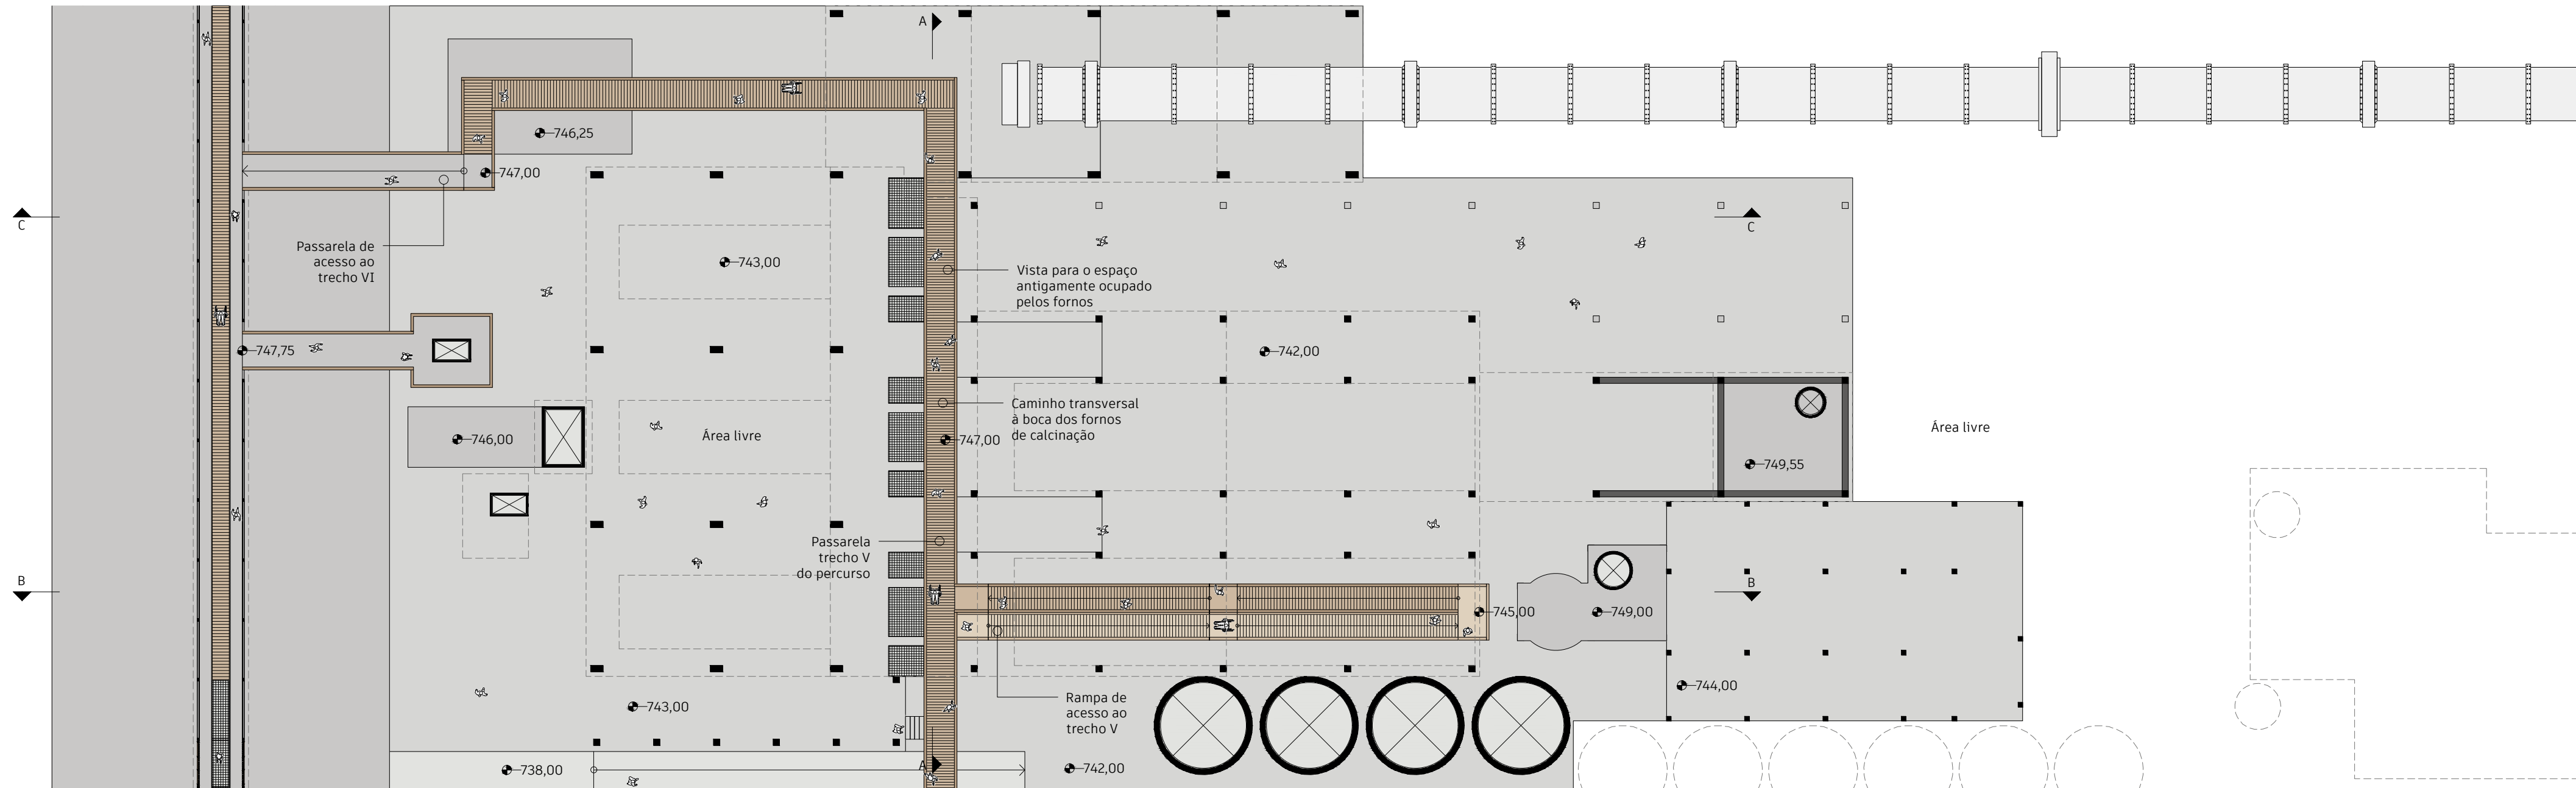 A
746,25
747,00
C
C
Passarela de
acesso ao
trecho VI
743,00
Vista para o espaço
antigamente ocupado
pelos fornos
747,75
742,00
Caminho transversal
à boca dos fornos
de calcinação
746,00
Área livre
747,00
Área livre
749,55
Passarela
trecho V
do percurso
B
B
745,00
749,00
744,00
743,00
Rampa de
acesso ao
trecho V
A
738,00
742,00